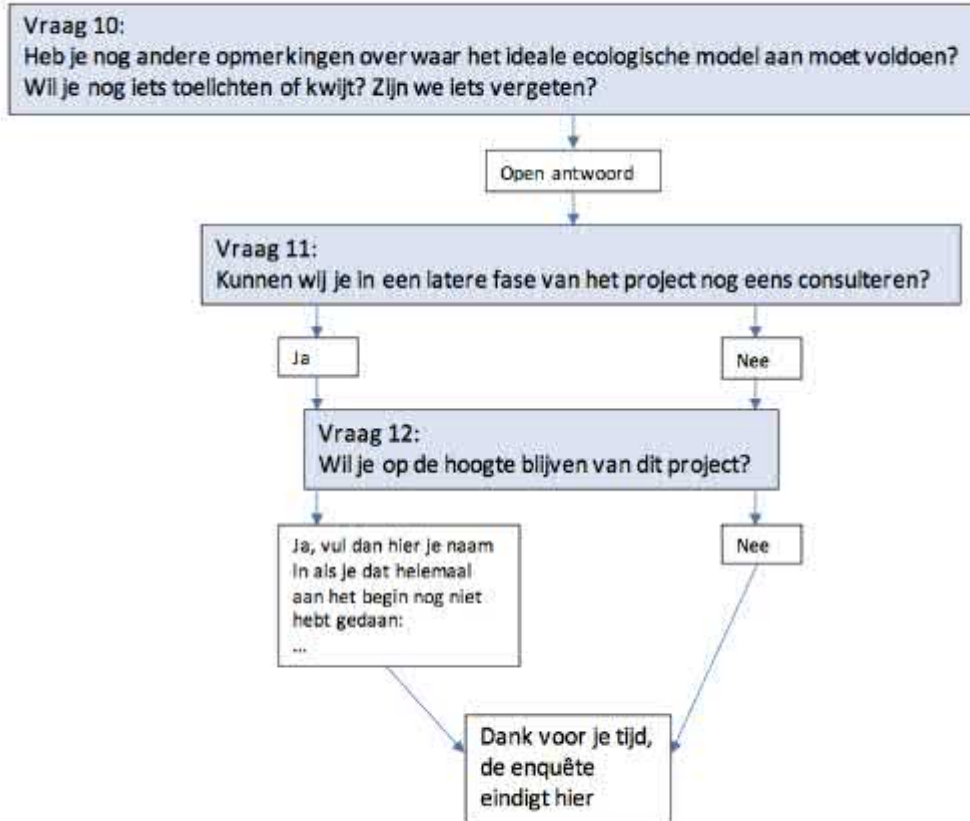 Vraag 10:
Heb je nog andere opmerkingen over waar het ideale ecologische model aan moet voldoen?
Wil je nog iets toelichten of kwijt? Zijn we iets vergeten?
Open antwoord
Vraag 11:
Kunnen wij je in een latere fase van het project nog eens consulteren?
Ja
Nee
Vraag 12:
Wil je op de hoogte blijven van dit project?
Ja, vul dan hier je naam
In als je dat helemaal
aan het begin nog niet
hebt gedaan:
...
Nee
Dank voor je tijd,
de enquête
eindigt hier